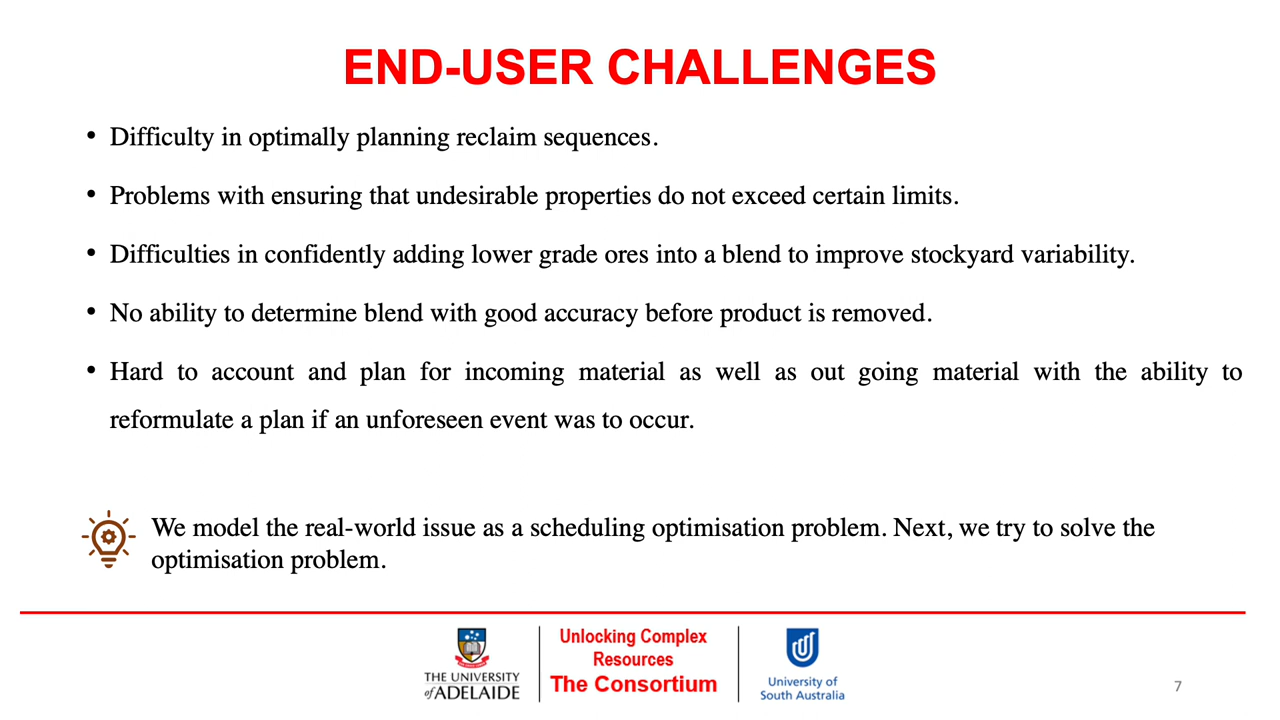 END-USER CHALLENGES
• Difficulty in optimally planning reclaim sequences.
• Problems with ensuring that undesirable properties do not exceed certain limits.
• Difficulties in confidently adding lower grade ores into a blend to improve stockyard variability.
• No ability to determine blend with good accuracy before product is removed.
• Hard to account and plan for incoming material as well as out going material with the ability to
reformulate a plan if an unforeseen event was to occur.
We model the real-world issue as a scheduling optimisation problem. Next, we try to solve the
optimisation problem.
THE UNIVERSITY
of ADELAIDE
Unlocking Complex
Resources
The Consortium
University of
South Australia
7